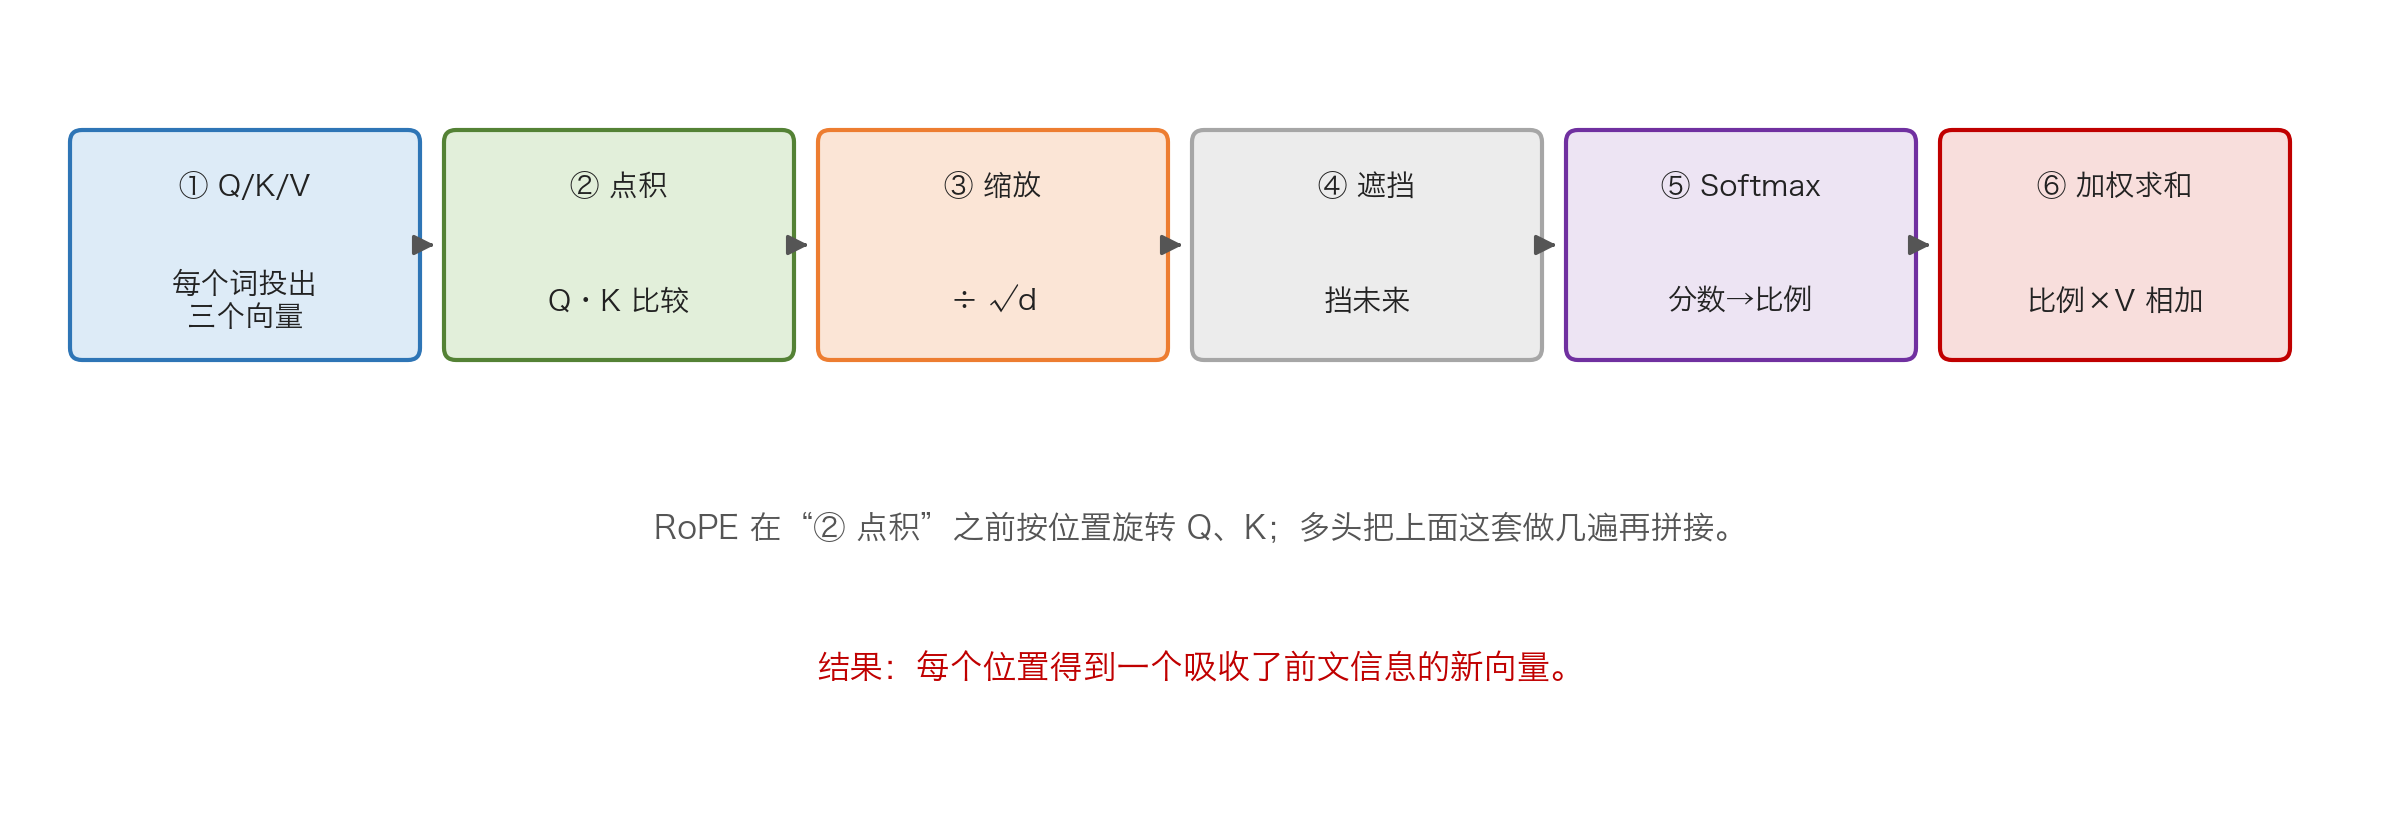 ① Q/K/V
每个词投出
三个向量
② 点积
Q · K 比较
③ 缩放
÷ √d
④ 遮挡
挡未来
⑤ Softmax
分数→比例
⑥ 加权求和
比例×V 相加
RoPE 在“② 点积”之前按位置旋转 Q、K；多头把上面这套做几遍再拼接。
结果：每个位置得到一个吸收了前文信息的新向量。